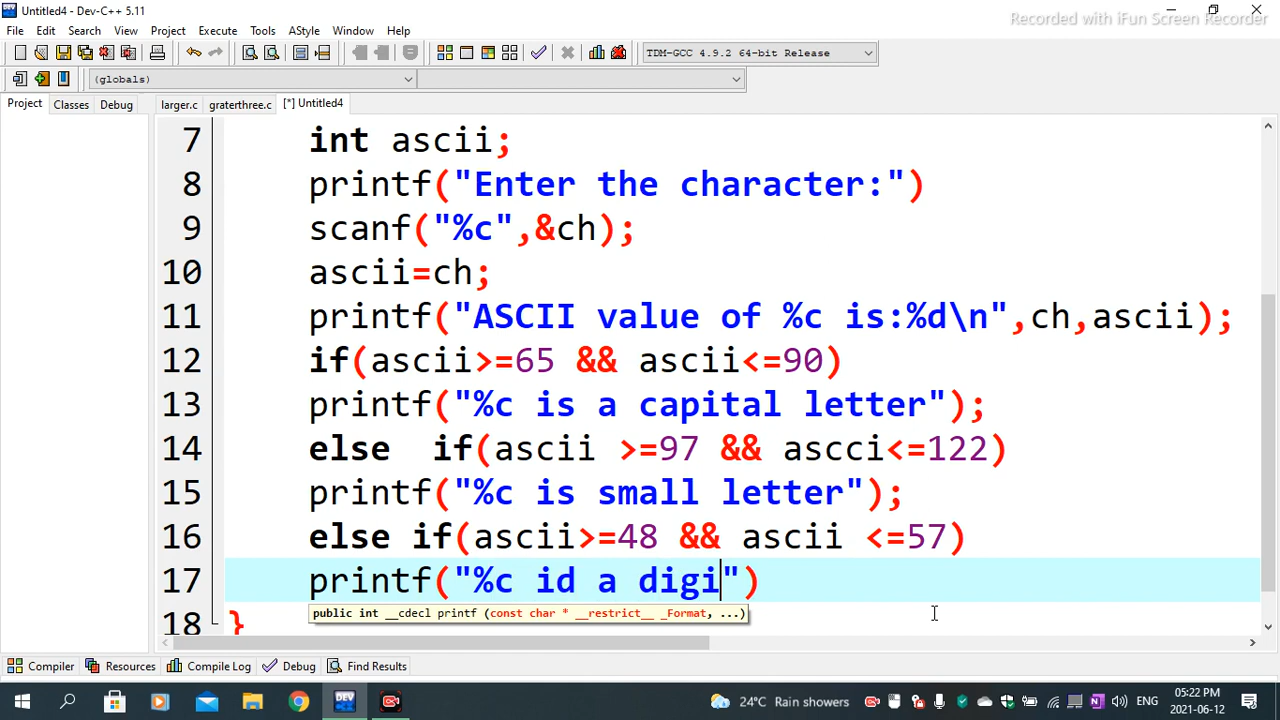 Untitled4 - Dev-C++ 5.11
Recorded with iFun Screen Recorder
File Edit Search View Project Execute Tools AStyle Window Help
TDM-GCC 4.9.2 64-bit Release
(globals)
Project Classes Debug larger.c graterthree.c [*] Untitled4
7 int ascii;
8 printf("Enter the character:")
9 scanf("%c",&ch);
10 ascii=ch;
11 printf("ASCII value of %c is:%d\n",ch,ascii);
12 if(ascii>=65 && ascii<=90)
13 printf("%c is a capital letter");
14 else  if(ascii >=97 && ascci<=122)
15 printf("%c is small letter");
16 else if(ascii>=48 && ascii <=57)
17 printf("%c id a digi")
public int __cdecl printf (const char * __restrict__ _Format, ...)
18 }
Compiler Resources Compile Log Debug Find Results
24°C Rain showers ENG 05:22 PM 2021-06-12